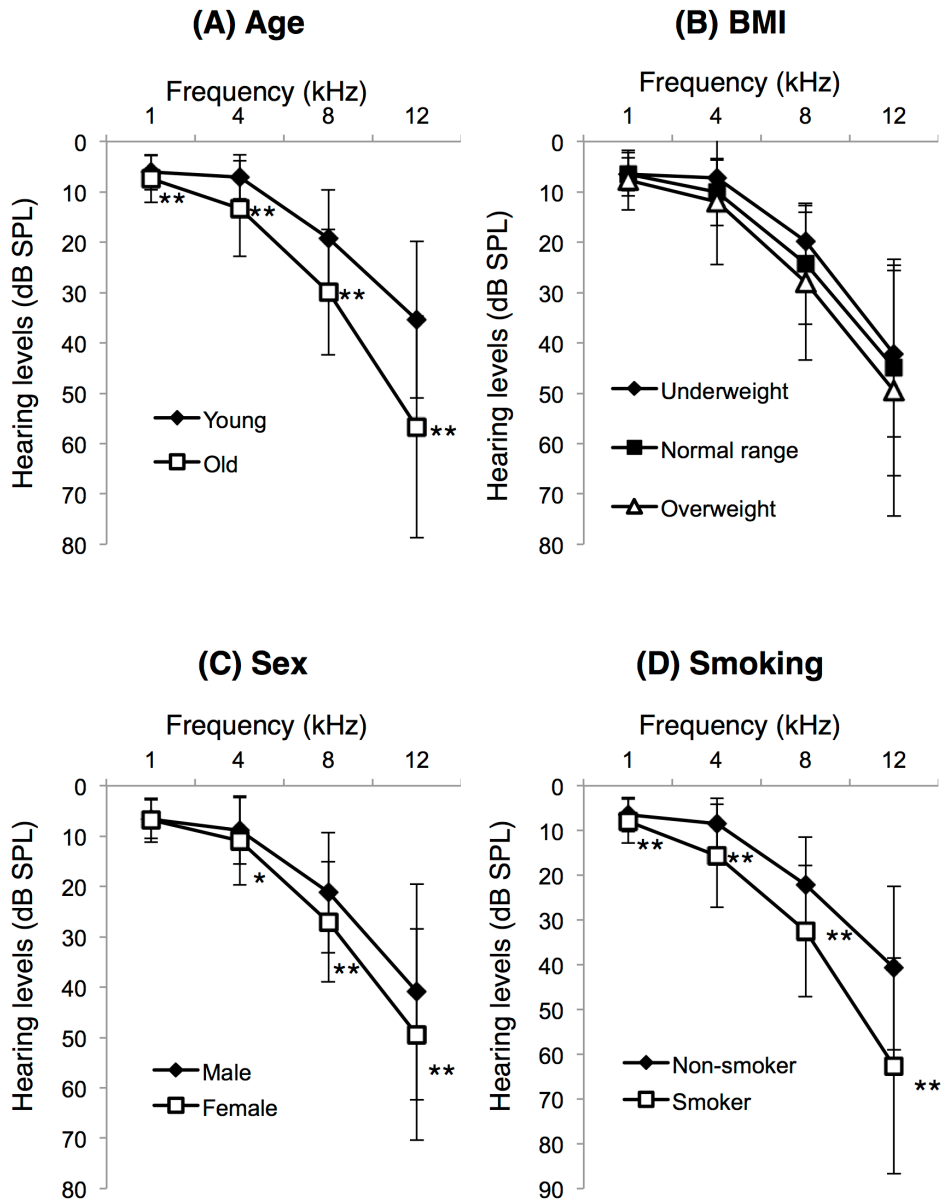 (A) Age
Frequency (kHz)
1 4 8 12
Hearing levels (dB SPL)
0
10
20
30
40
50
60
70
80
**
**
**
**
Young
Old
(B) BMI
Frequency (kHz)
1 4 8 12
Hearing levels (dB SPL)
0
10
20
30
40
50
60
70
80
Underweight
Normal range
Overweight
(C) Sex
Frequency (kHz)
1 4 8 12
Hearing levels (dB SPL)
0
10
20
30
40
50
60
70
80
*
**
**
Male
Female
(D) Smoking
Frequency (kHz)
1 4 8 12
Hearing levels (dB SPL)
0
10
20
30
40
50
60
70
80
90
**
**
**
**
Non-smoker
Smoker